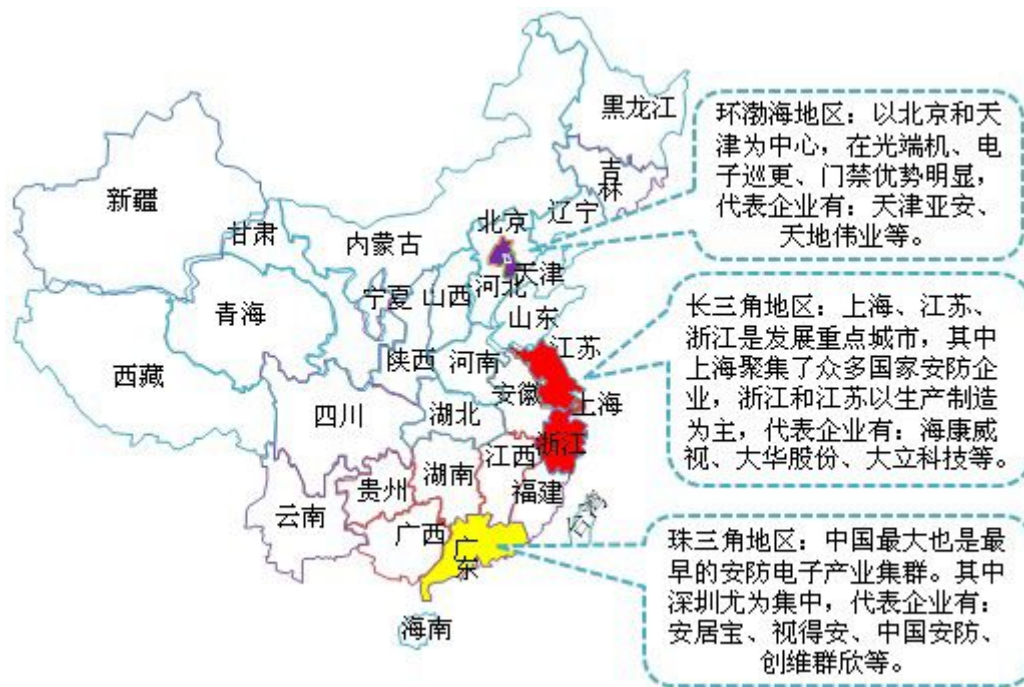 黑龙江
吉林
辽宁
新疆
甘肃
内蒙古
北京
天津
河北
宁夏
山西
山东
青海
陕西
河南
江苏
西藏
安徽
上海
四川
湖北
浙江
江西
湖南
贵州
福建
云南
台湾
广西
广东
海南
环渤海地区：以北京和天
津为中心，在光端机、电
子巡更、门禁优势明显，
代表企业有：天津亚安、
天地伟业等。
长三角地区：上海、江苏、
浙江是发展重点城市，其中
上海聚集了众多国家安防企
业，浙江和江苏以生产制造
为主，代表企业有：海康威
视、大华股份、大立科技等。
珠三角地区：中国最大也是最
早的安防电子产业集群。其中
深圳尤为集中，代表企业有：
安居宝、视得安、中国安防、
创维群欣等。